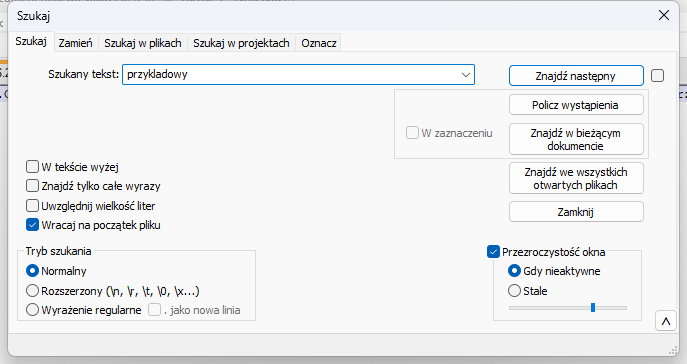 Szukaj
Szukaj Zamień Szukaj w plikach Szukaj w projektach Oznacz
Szukany tekst: przykladowy Znajdź następny
Policz wystąpienia
W zaznaczeniu
Znajdź w bieżącym
dokumencie
W tekście wyżej
Znajdź we wszystkich
otwartych plikach
Znajdź tylko całe wyrazy
Uwzględnij wielkość liter
Zamknij
Wracaj na początek pliku
Tryb szukania
Przezroczystość okna
Normalny
Gdy nieaktywne
Rozszerzony (\n, \r, \t, \0, \x...)
Stale
Wyrażenie regularne . jako nowa linia